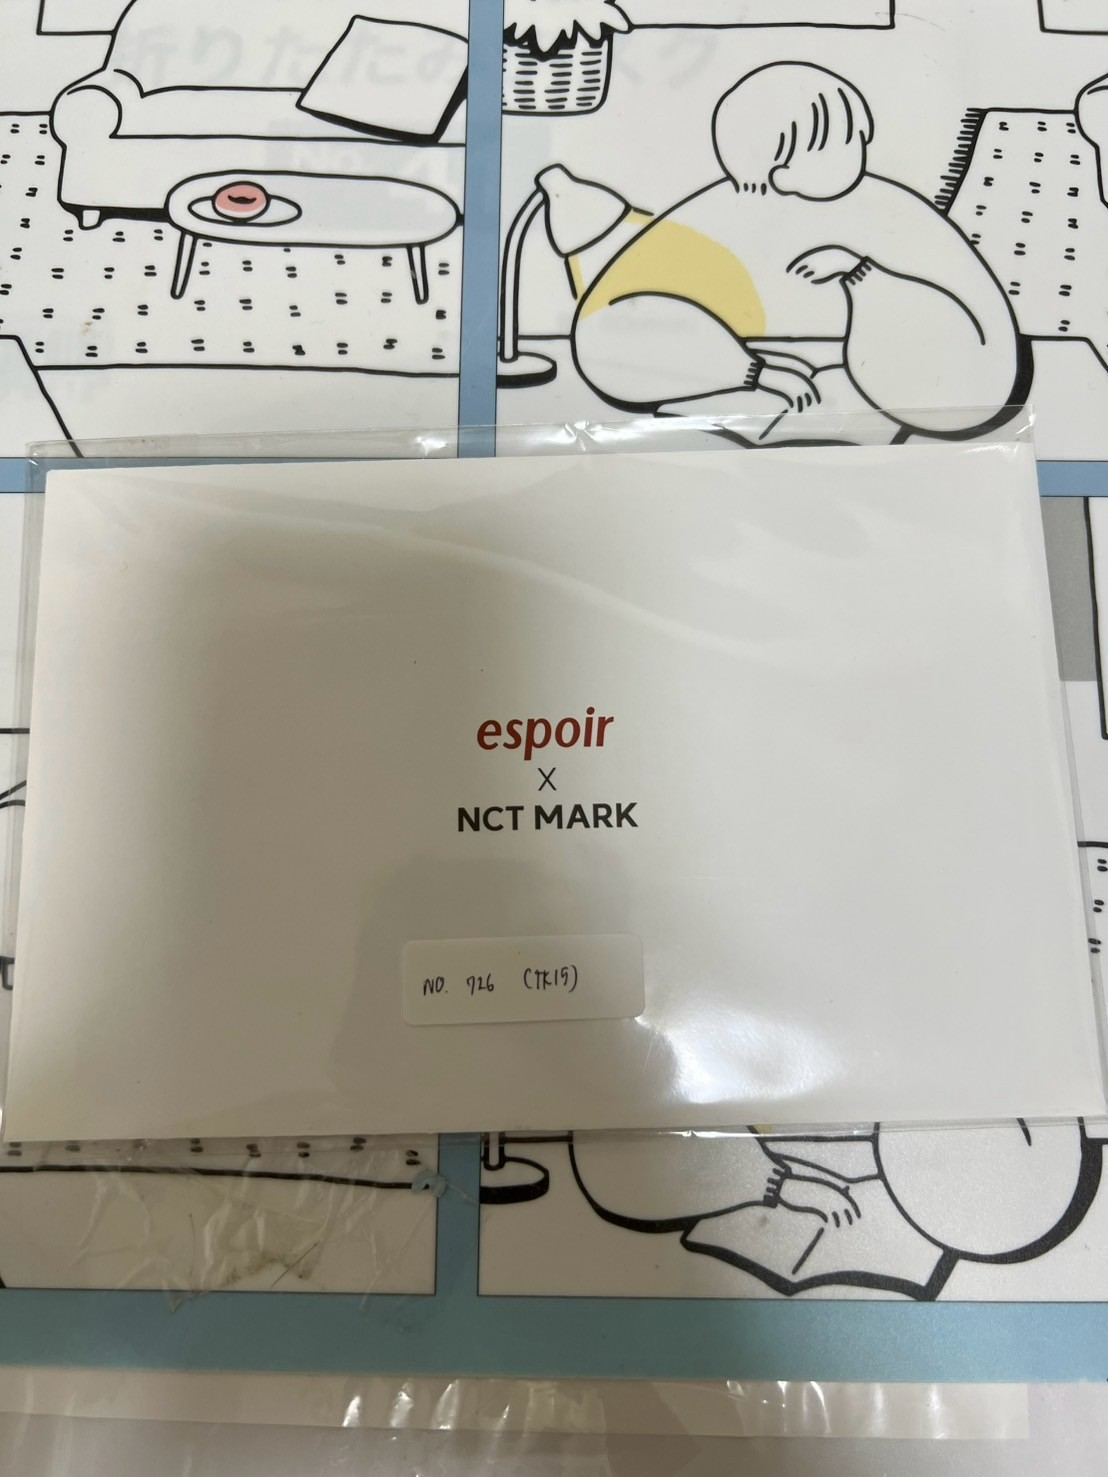 espoir
X
NCT MARK
NO. 726 (TK15)